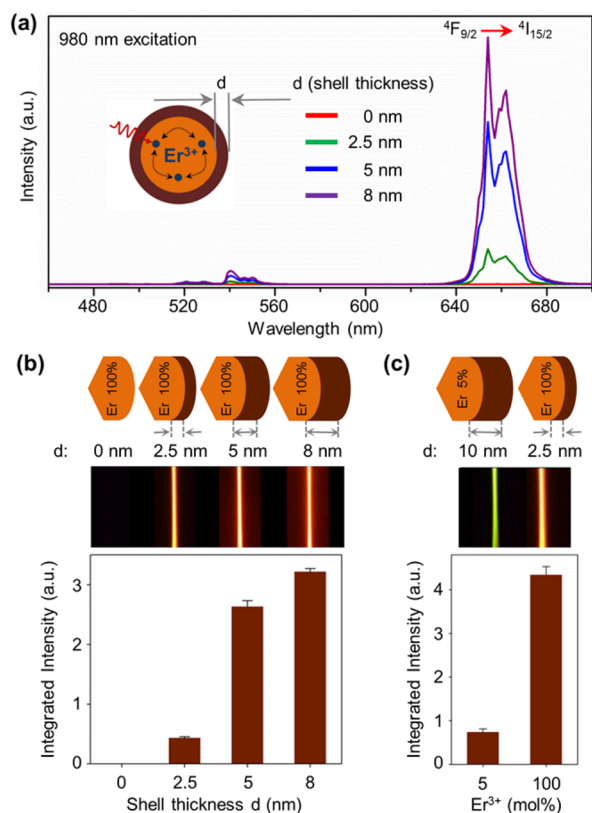 (a)
980 nm excitation
⁴F₉/₂ → ⁴I₁₅/₂
d
d (shell thickness)
0 nm
2.5 nm
5 nm
8 nm
Er³⁺
Intensity (a.u.)
480 520 560 600 640 680
Wavelength (nm)
(b)
Er 100% Er 100% Er 100% Er 100%
d: 0 nm 2.5 nm 5 nm 8 nm
Integrated Intensity (a.u.)
3
2
1
0
0 2.5 5 8
Shell thickness d (nm)
(c)
Er 5% Er 100%
d: 10 nm 2.5 nm
Integrated Intensity (a.u.)
4
3
2
1
0
5 100
Er³⁺ (mol%)